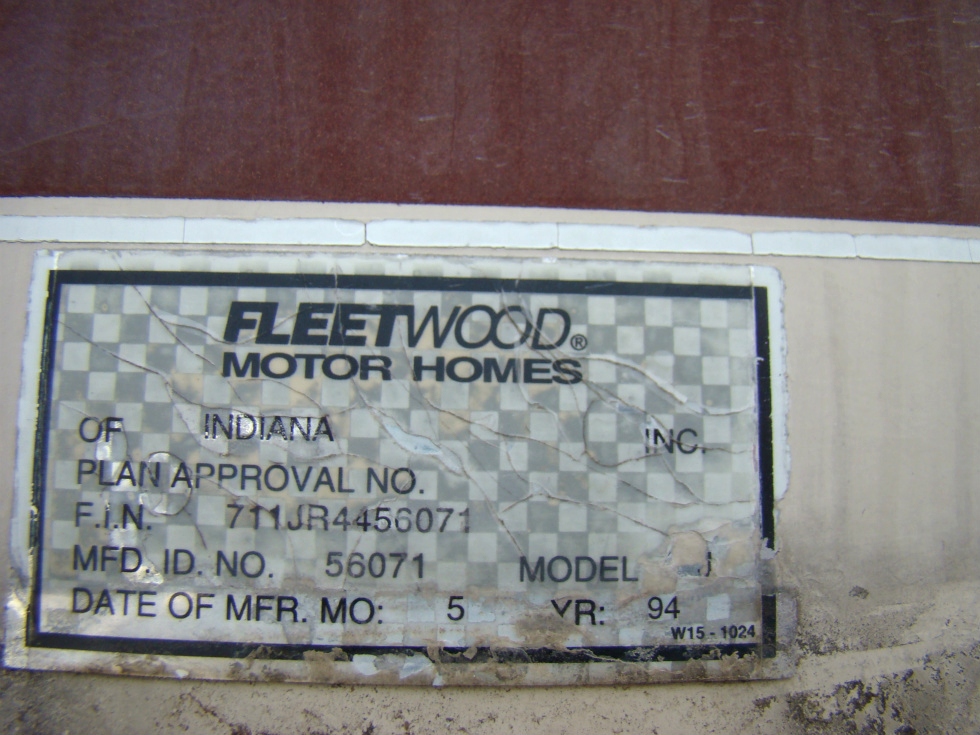 FLEETWOOD®
MOTOR HOMES
OF INDIANA INC.
PLAN APPROVAL NO.
F.I.N. 711JR4456071
MFD. ID. NO. 56071 MODEL
DATE OF MFR. MO: 5 YR: 94
W15 - 1024